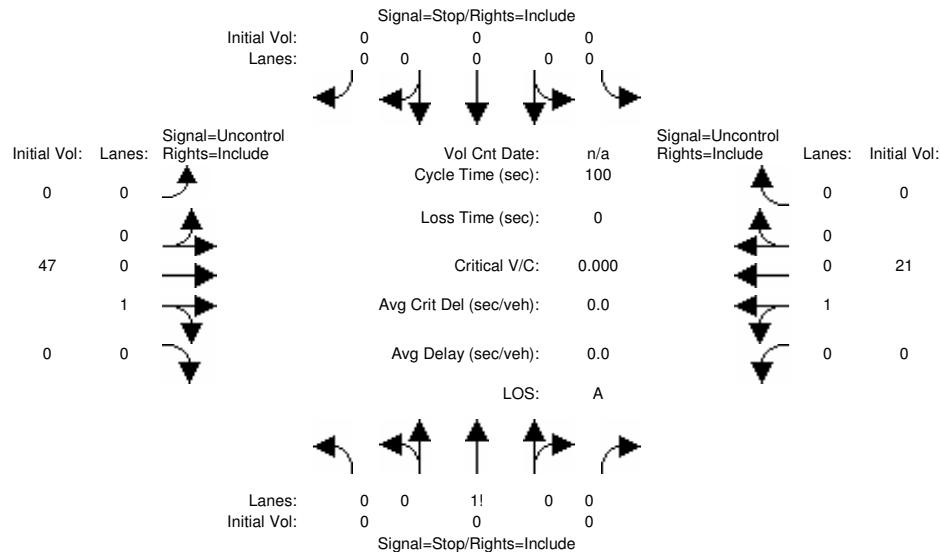 Signal=Stop/Rights=Include
Initial Vol: 0 0 0
Lanes: 0 0 0 0 0
Signal=Uncontrol Signal=Uncontrol
Initial Vol: Lanes: Rights=Include Vol Cnt Date: n/a Rights=Include Lanes: Initial Vol:
Cycle Time (sec): 100
0 0 0 0
Loss Time (sec): 0
0 0
47 0 Critical V/C: 0.000 0 21
1 Avg Crit Del (sec/veh): 0.0 1
0 0 Avg Delay (sec/veh): 0.0 0 0
LOS: A
Lanes: 0 0 1! 0 0
Initial Vol: 0 0 0
Signal=Stop/Rights=Include